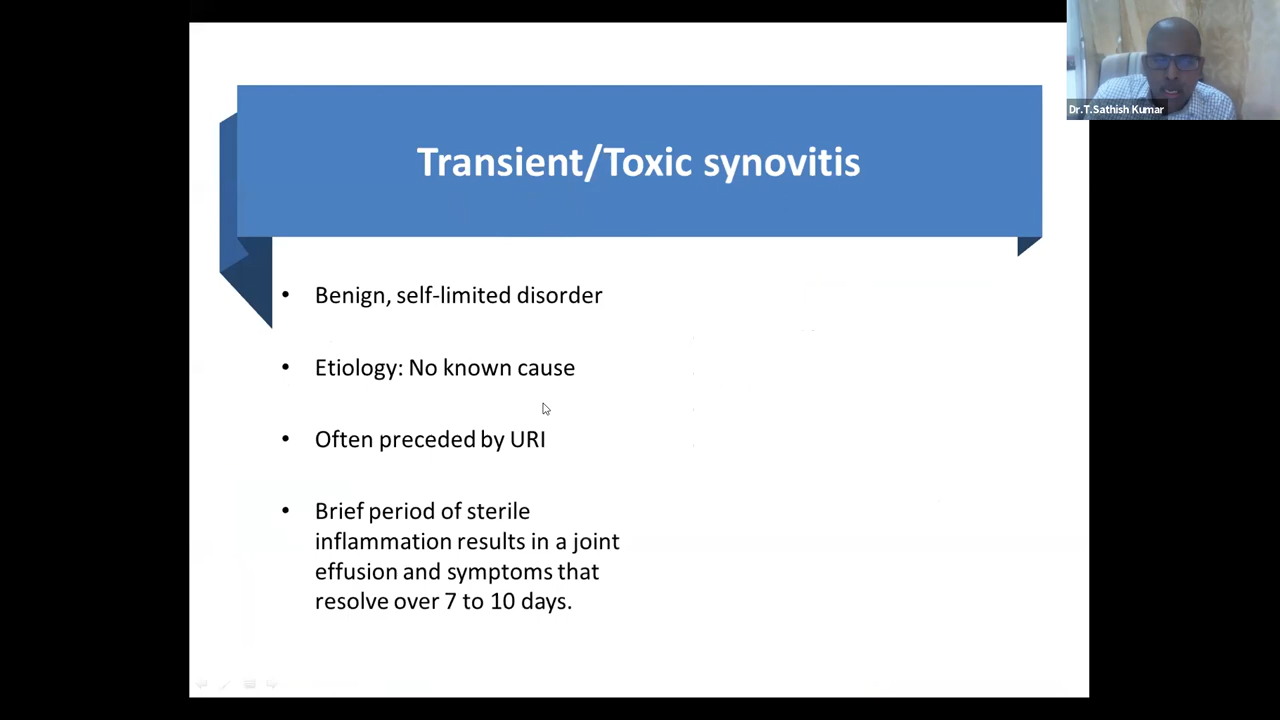 Dr.T.Sathish Kumar
Transient/Toxic synovitis
• Benign, self-limited disorder
• Etiology: No known cause
• Often preceded by URI
• Brief period of sterile
inflammation results in a joint
effusion and symptoms that
resolve over 7 to 10 days.